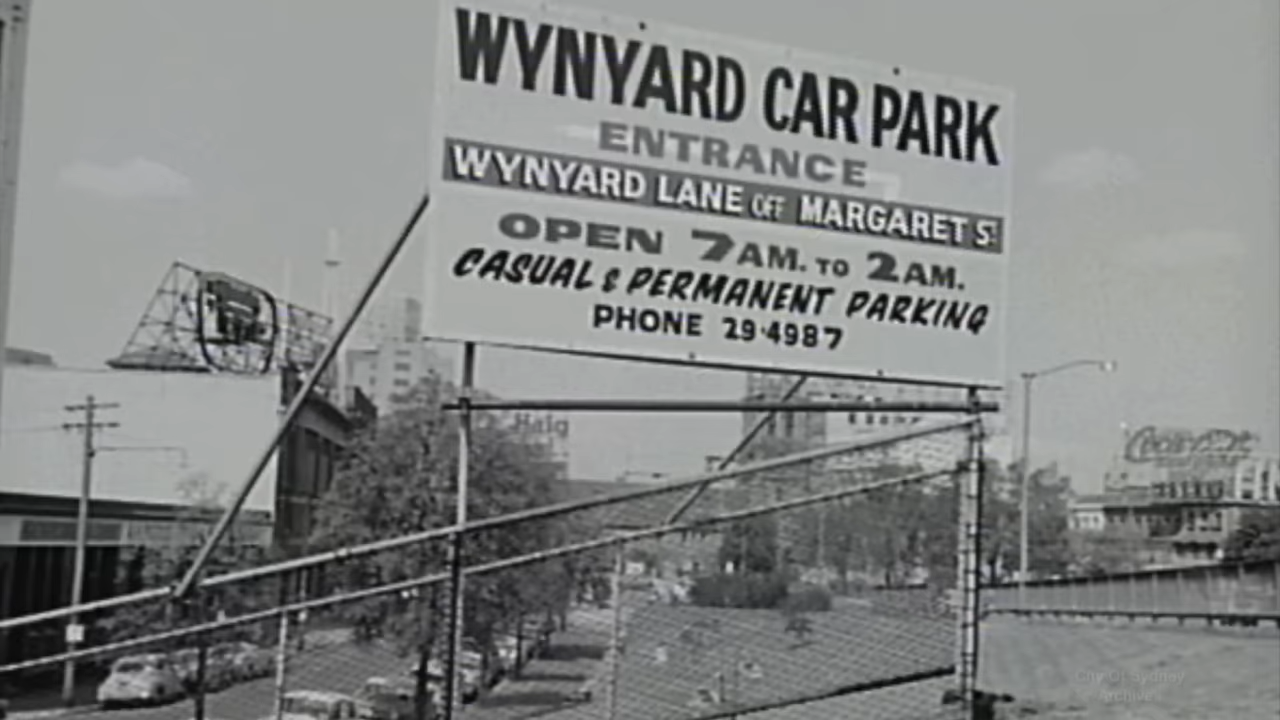 WYNYARD CAR PARK
ENTRANCE
WYNYARD LANE OFF MARGARET ST
OPEN 7AM. TO 2AM.
CASUAL & PERMANENT PARKING
PHONE 29·4987
Haig
Coca-Cola
City Of Sydney
Archives